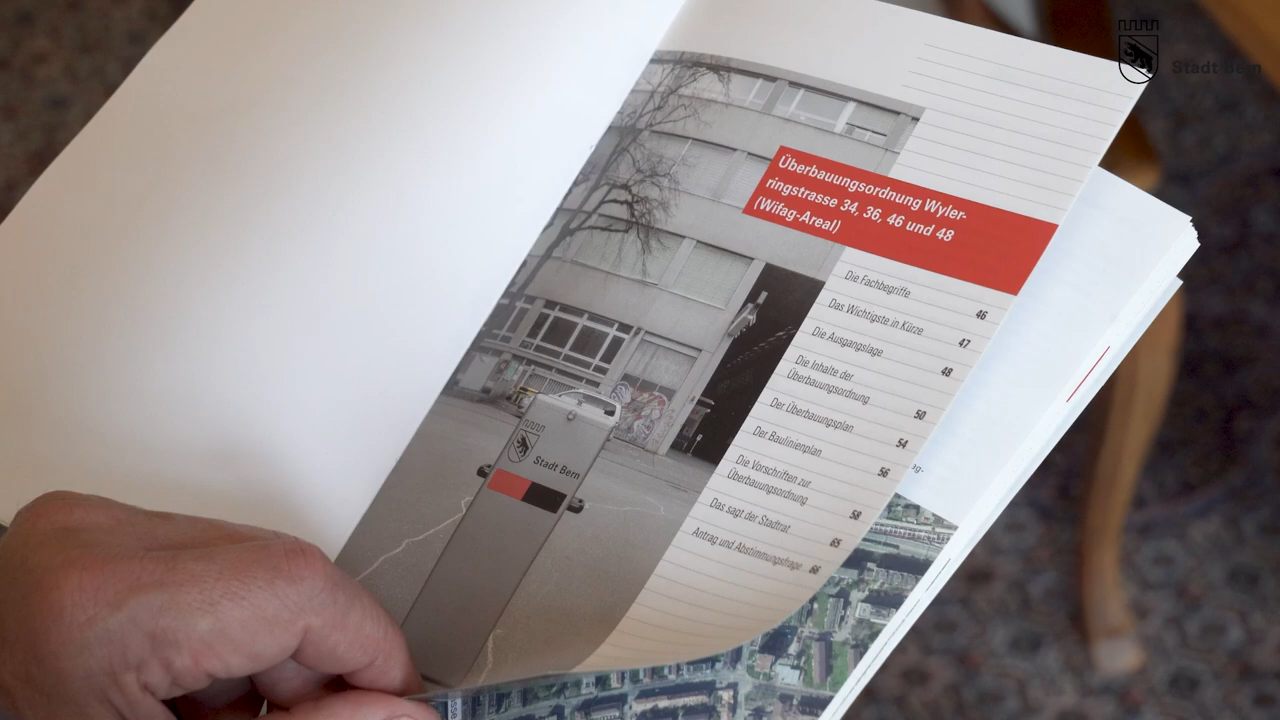 Stadt Bern
Überbauungsordnung Wyler-
ringstrasse 34, 36, 46 und 48
(Wifag-Areal)
Die Fachbegriffe 46
Das Wichtigste in Kürze 47
Die Ausgangslage 48
Die Inhalte der
Überbauungsordnung 50
Der Überbauungsplan 54
Der Baulinienplan 56
Die Vorschriften zur
Überbauungsordnung 58
Das sagt der Stadtrat 65
Antrag und Abstimmungsfrage 66
Stadt Bern
ag-